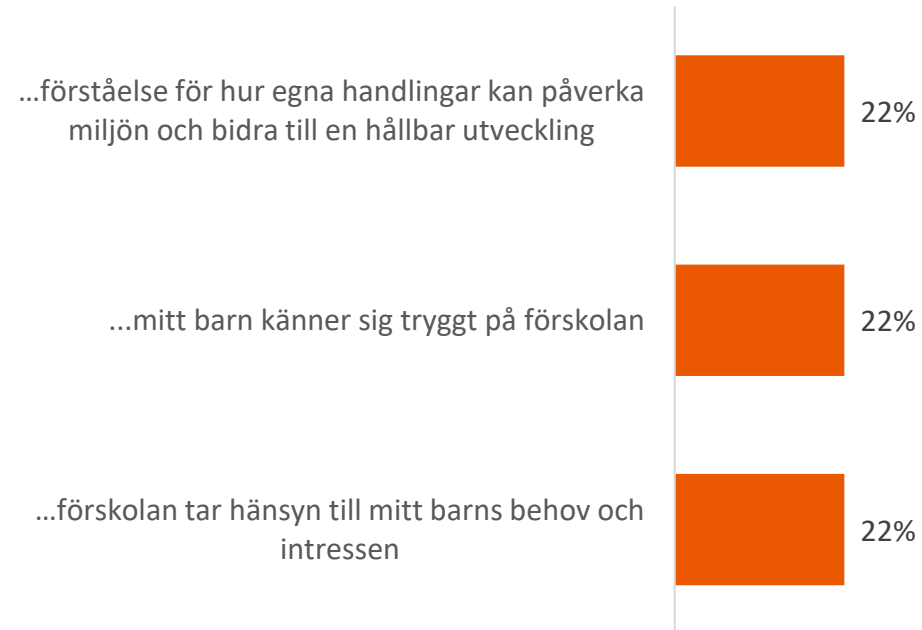 …förståelse för hur egna handlingar kan påverka
miljön och bidra till en hållbar utveckling
22%
...mitt barn känner sig tryggt på förskolan
22%
…förskolan tar hänsyn till mitt barns behov och
intressen
22%